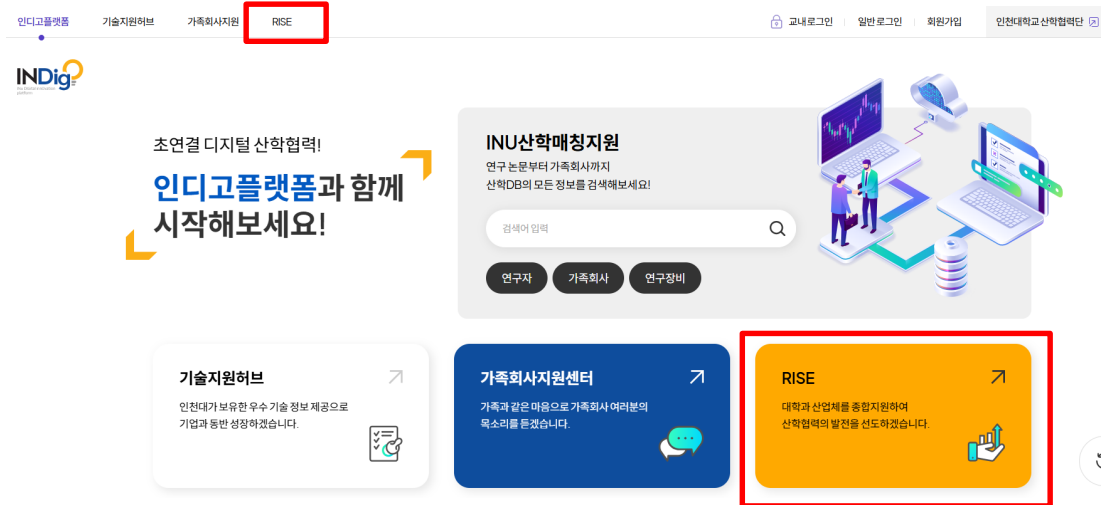 인디고플랫폼 기술지원허브 가족회사지원 RISE 교내로그인 일반로그인 회원가입 인천대학교산학협력단
INDigo
초연결 디지털 산학협력!
인디고플랫폼과 함께
시작해보세요!
INU산학매칭지원
연구 논문부터 가족회사까지
산학DB의 모든 정보를 검색해보세요!
검색어 입력
연구자 가족회사 연구장비
기술지원허브
인천대가 보유한 우수 기술 정보 제공으로
기업과 동반 성장하겠습니다.
가족회사지원센터
가족과 같은 마음으로 가족회사 여러분의
목소리를 듣겠습니다.
RISE
대학과 산업체를 종합지원하여
산학협력의 발전을 선도하겠습니다.